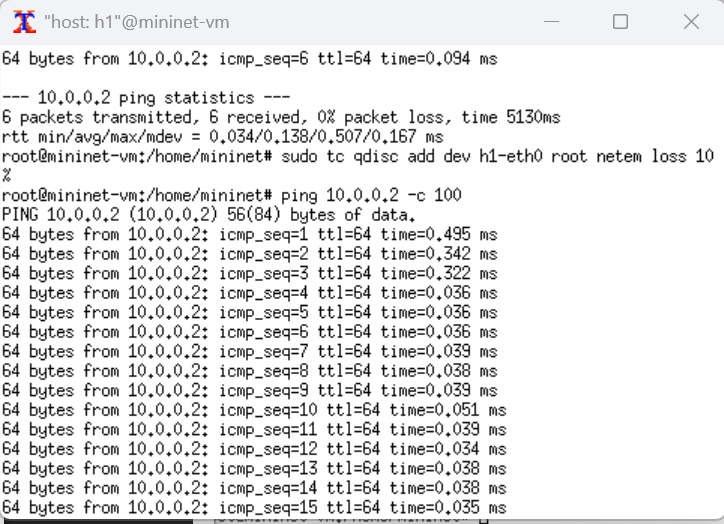 "host: h1"@mininet-vm
64 bytes from 10.0.0.2: icmp_seq=6 ttl=64 time=0.094 ms
--- 10.0.0.2 ping statistics ---
6 packets transmitted, 6 received, 0% packet loss, time 5130ms
rtt min/avg/max/mdev = 0.034/0.138/0.507/0.167 ms
root@mininet-vm:/home/mininet# sudo tc qdisc add dev h1-eth0 root netem loss 10
%
root@mininet-vm:/home/mininet# ping 10.0.0.2 -c 100
PING 10.0.0.2 (10.0.0.2) 56(84) bytes of data.
64 bytes from 10.0.0.2: icmp_seq=1 ttl=64 time=0.495 ms
64 bytes from 10.0.0.2: icmp_seq=2 ttl=64 time=0.342 ms
64 bytes from 10.0.0.2: icmp_seq=3 ttl=64 time=0.322 ms
64 bytes from 10.0.0.2: icmp_seq=4 ttl=64 time=0.036 ms
64 bytes from 10.0.0.2: icmp_seq=5 ttl=64 time=0.036 ms
64 bytes from 10.0.0.2: icmp_seq=6 ttl=64 time=0.036 ms
64 bytes from 10.0.0.2: icmp_seq=7 ttl=64 time=0.039 ms
64 bytes from 10.0.0.2: icmp_seq=8 ttl=64 time=0.038 ms
64 bytes from 10.0.0.2: icmp_seq=9 ttl=64 time=0.039 ms
64 bytes from 10.0.0.2: icmp_seq=10 ttl=64 time=0.051 ms
64 bytes from 10.0.0.2: icmp_seq=11 ttl=64 time=0.039 ms
64 bytes from 10.0.0.2: icmp_seq=12 ttl=64 time=0.034 ms
64 bytes from 10.0.0.2: icmp_seq=13 ttl=64 time=0.038 ms
64 bytes from 10.0.0.2: icmp_seq=14 ttl=64 time=0.038 ms
64 bytes from 10.0.0.2: icmp_seq=15 ttl=64 time=0.035 ms